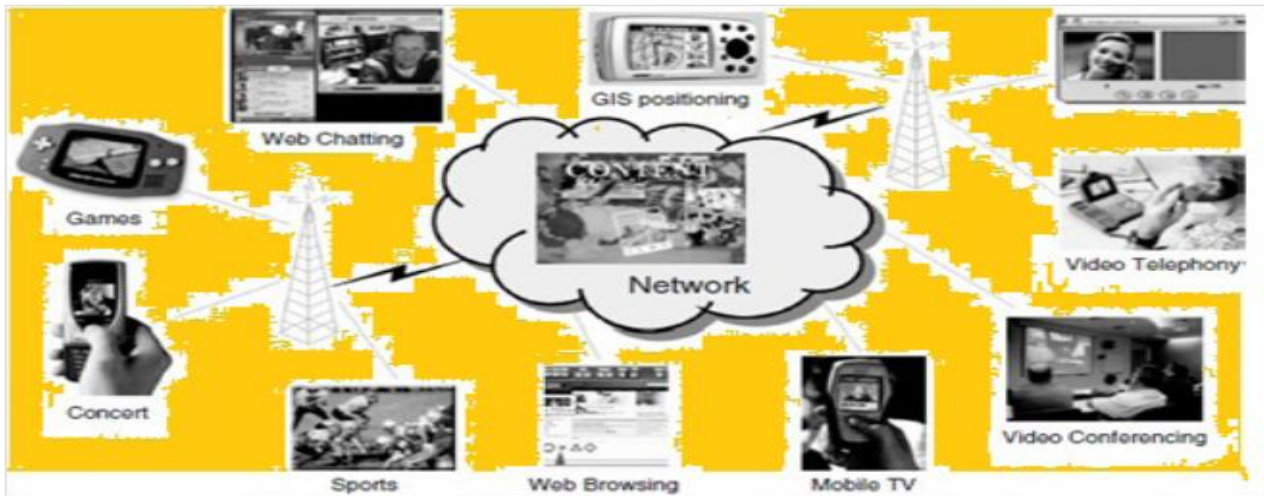 Web Chatting
GIS positioning
Games
CONTENT
Network
Video Telephony
Concert
Video Conferencing
Sports
Web Browsing
Mobile TV